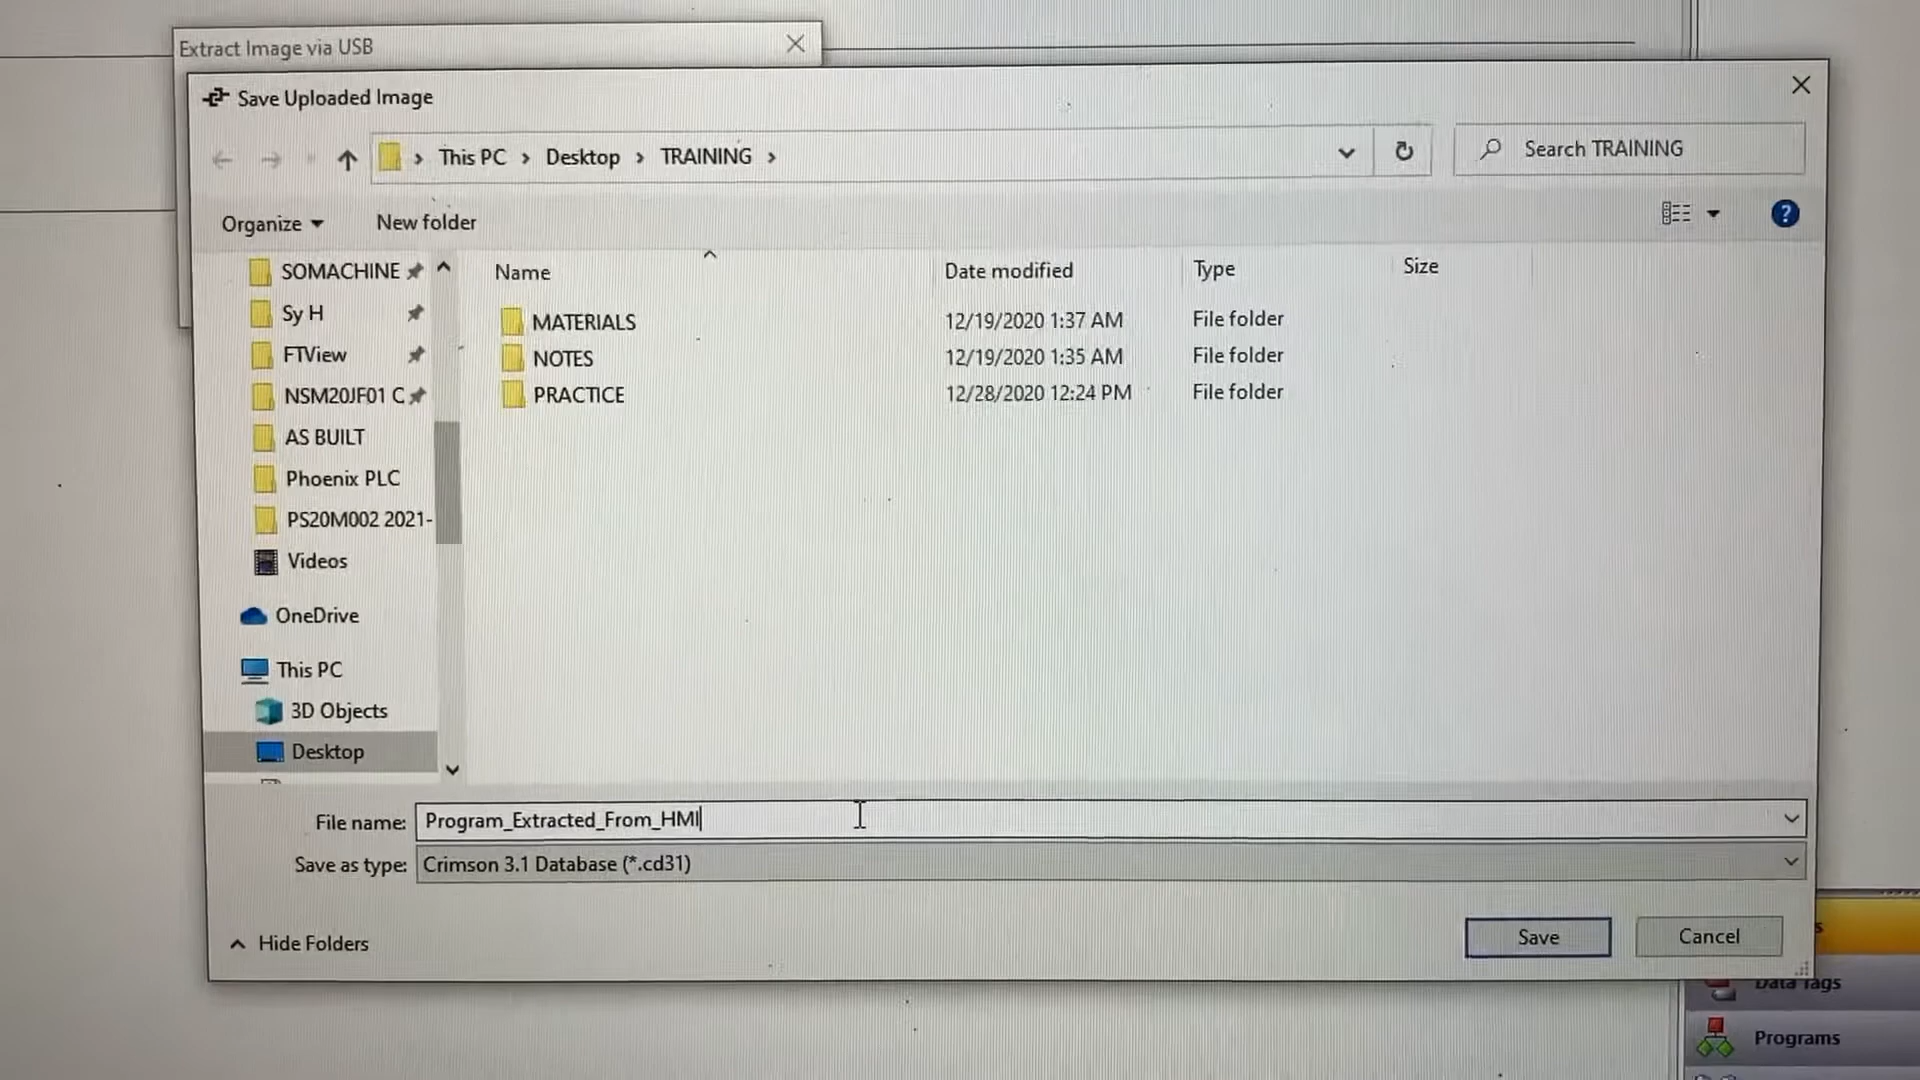 Extract Image via USB
Save Uploaded Image
This PC > Desktop > TRAINING >
Search TRAINING
Organize
New folder
?
Name
Date modified
Type
Size
SOMACHINE
Sy H
FTView
NSM20JF01 C
AS BUILT
Phoenix PLC
PS20M002 2021-
Videos
OneDrive
This PC
3D Objects
Desktop
MATERIALS 12/19/2020 1:37 AM File folder
NOTES 12/19/2020 1:35 AM File folder
PRACTICE 12/28/2020 12:24 PM File folder
File name: Program_Extracted_From_HMI
Save as type: Crimson 3.1 Database (*.cd31)
Hide Folders
Save
Cancel
Data Tags
Programs